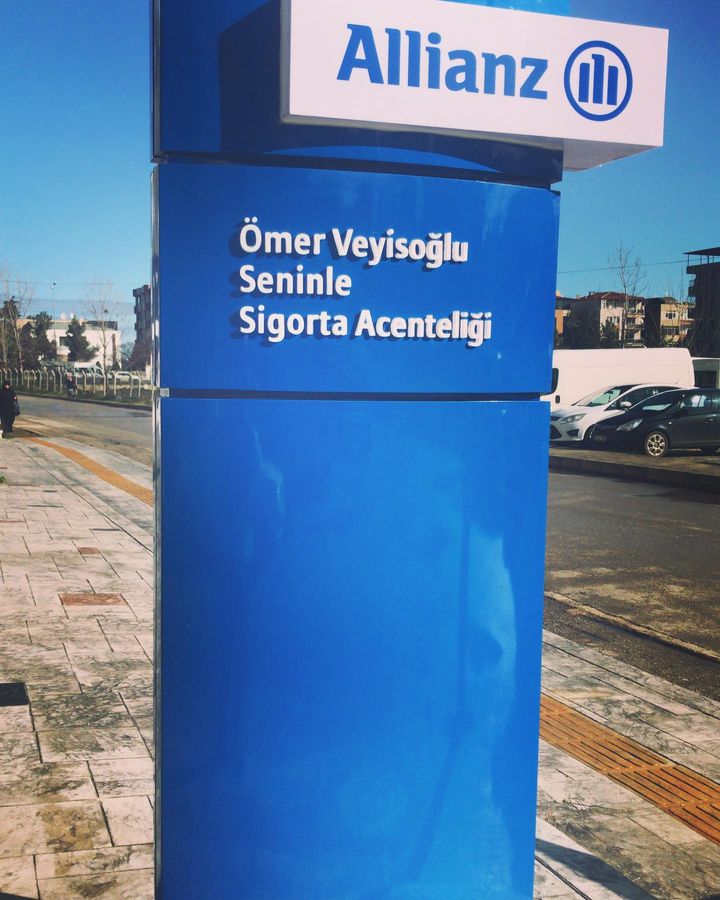 Allianz
Ömer Veyisoğlu
Seninle
Sigorta Acenteliği